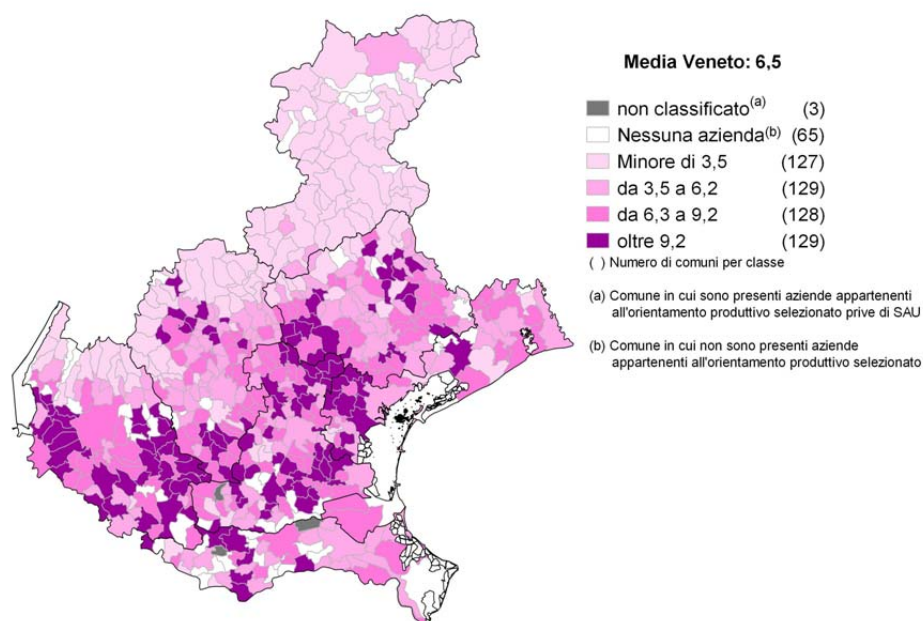 Media Veneto: 6,5
non classificato(a) (3)
Nessuna azienda(b) (65)
Minore di 3,5 (127)
da 3,5 a 6,2 (129)
da 6,3 a 9,2 (128)
oltre 9,2 (129)
( ) Numero di comuni per classe
(a) Comune in cui sono presenti aziende appartenenti
all'orientamento produttivo selezionato prive di SAU
(b) Comune in cui non sono presenti aziende
appartenenti all'orientamento produttivo selezionato